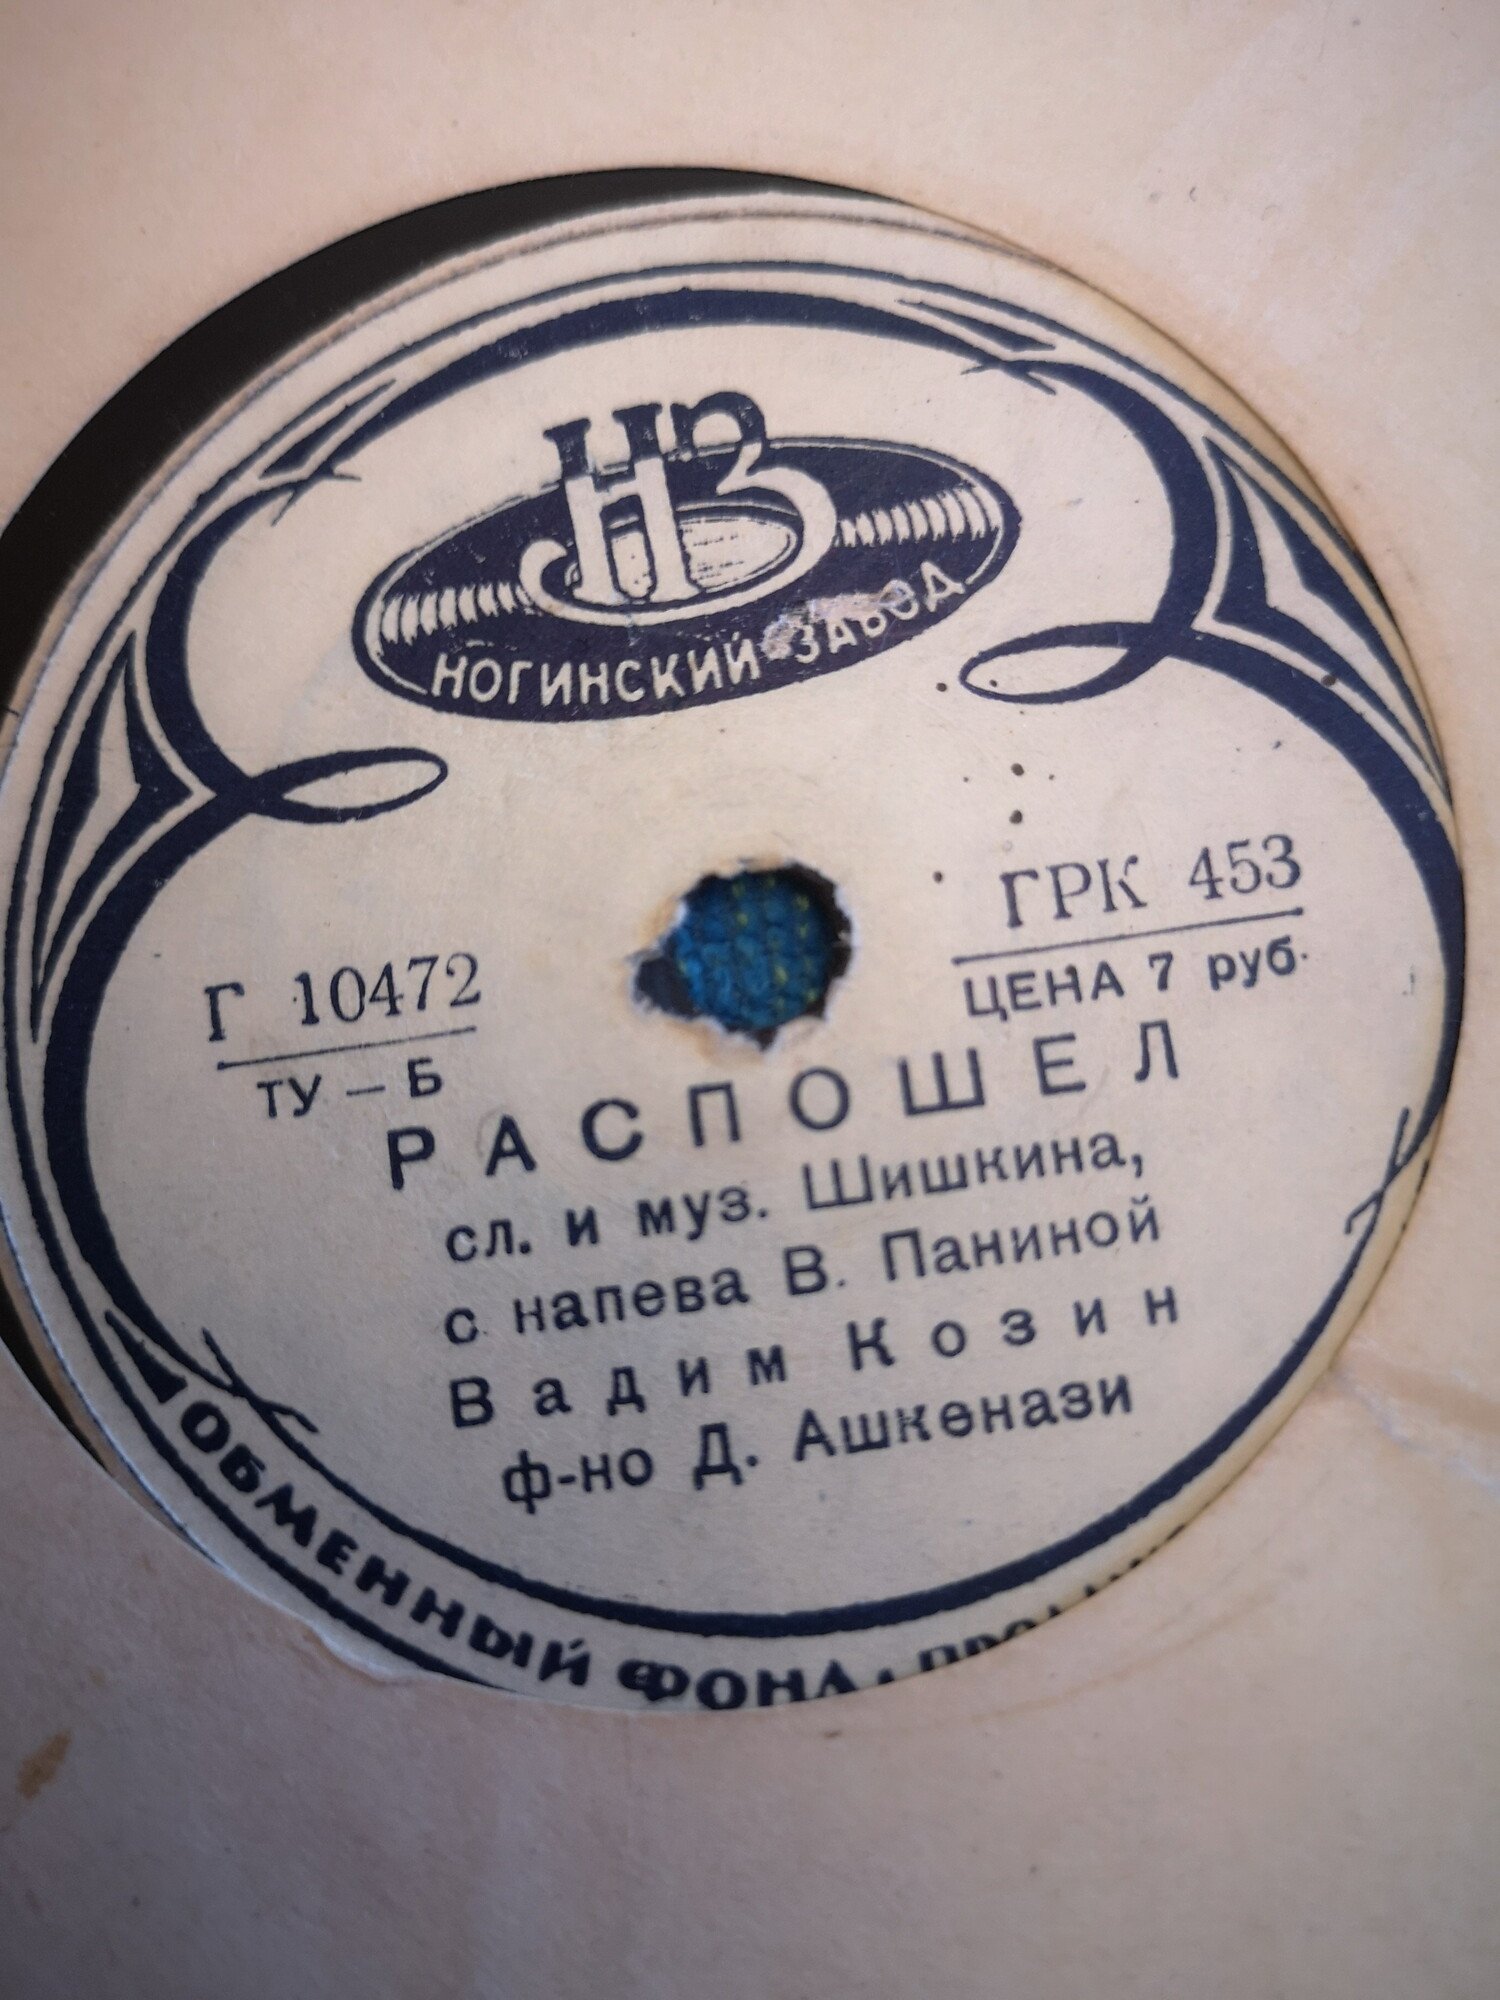 НЗ
НОГИНСКИЙ ЗАВОД
Г 10472
ТУ – Б
ГРК 453
ЦЕНА 7 руб.
РАСПОШЕЛ
сл. и муз. Шишкина,
с напева В. Паниной
Вадим Козин
ф-но Д. Ашкенази
ОБМЕННЫЙ ФОНД.